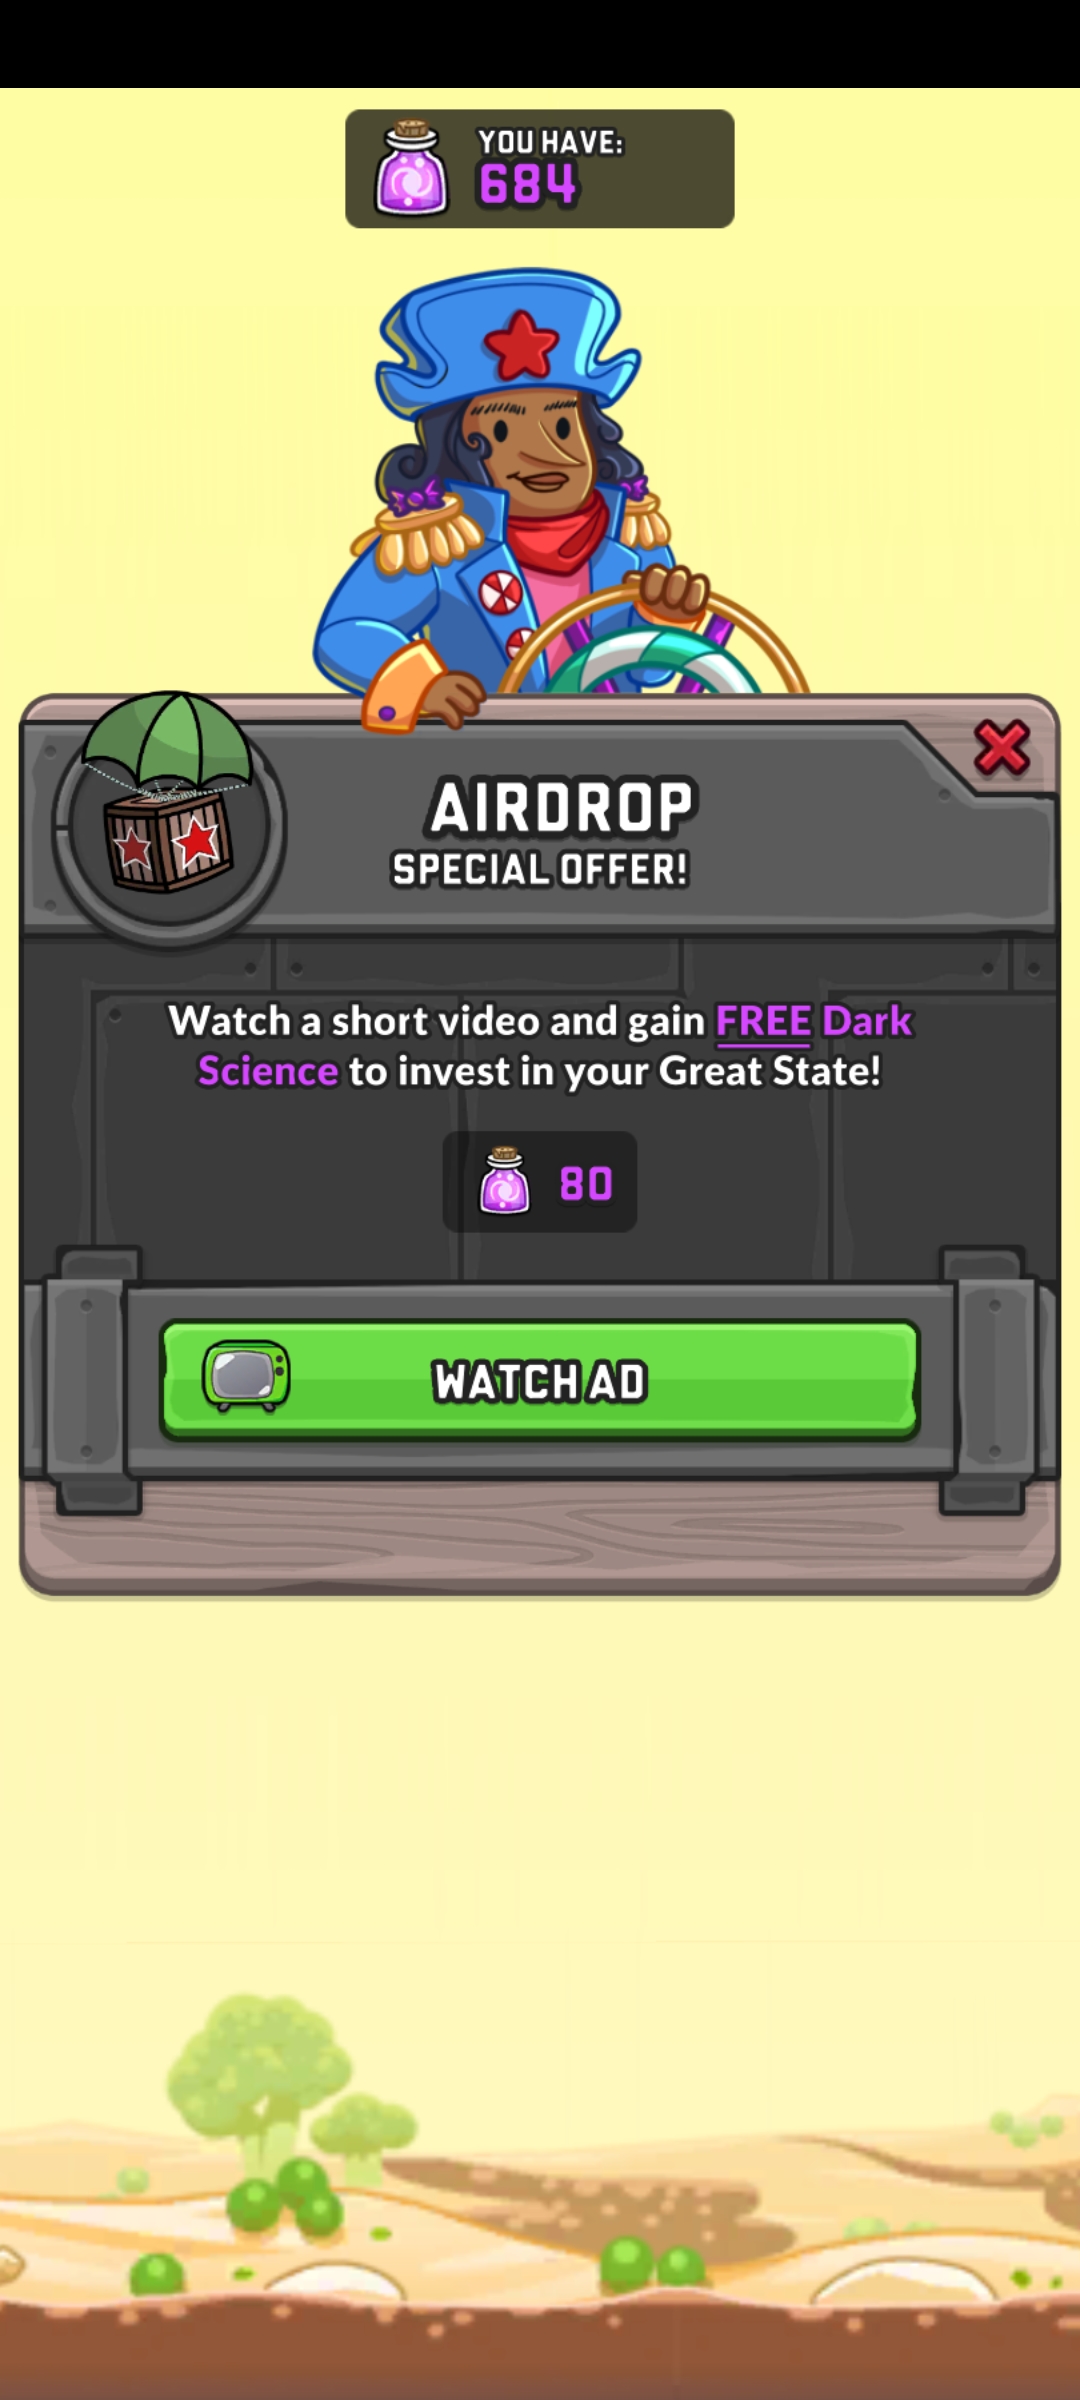 YOU HAVE:
684
AIRDROP
SPECIAL OFFER!
Watch a short video and gain FREE Dark
Science to invest in your Great State!
80
WATCH AD